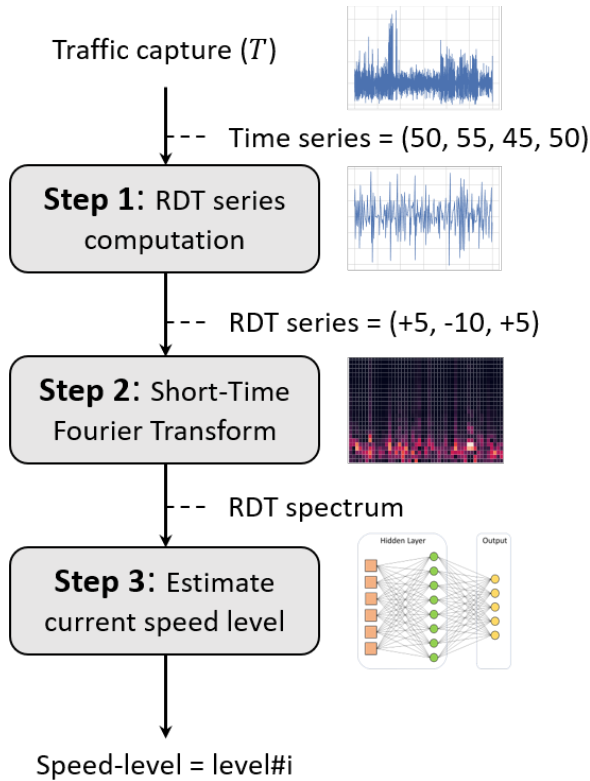 Traffic capture (T)
Time series = (50, 55, 45, 50)
Step 1: RDT series
computation
RDT series = (+5, -10, +5)
Step 2: Short-Time
Fourier Transform
RDT spectrum
Hidden Layer
Output
Step 3: Estimate
current speed level
Speed-level = level#i